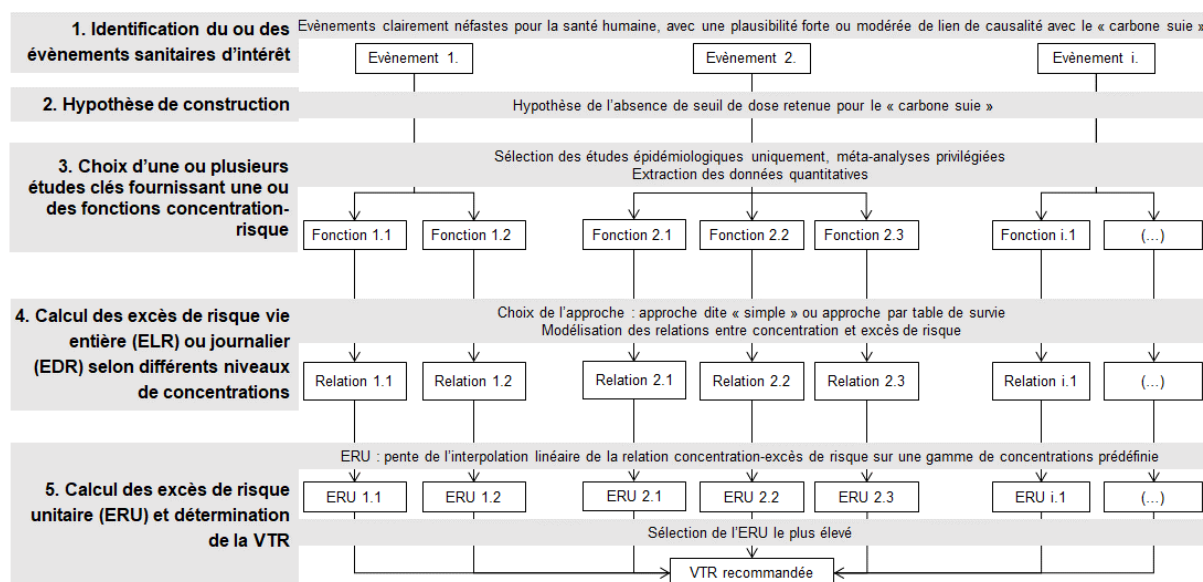 1. Identification du ou des
évènements sanitaires d'intérêt
Evènements clairement néfastes pour la santé humaine, avec une plausibilité forte ou modérée de lien de causalité avec le « carbone suie »
Evènement 1.
Evènement 2.
Evènement i.
2. Hypothèse de construction
Hypothèse de l'absence de seuil de dose retenue pour le « carbone suie »
3. Choix d'une ou plusieurs
études clés fournissant une ou
des fonctions concentration-
risque
Sélection des études épidémiologiques uniquement, méta-analyses privilégiées
Extraction des données quantitatives
Fonction 1.1
Fonction 1.2
Fonction 2.1
Fonction 2.2
Fonction 2.3
Fonction i.1
(...)
4. Calcul des excès de risque vie
entière (ELR) ou journalier
(EDR) selon différents niveaux
de concentrations
Choix de l'approche : approche dite « simple » ou approche par table de survie
Modélisation des relations entre concentration et excès de risque
Relation 1.1
Relation 1.2
Relation 2.1
Relation 2.2
Relation 2.3
Relation i.1
(...)
5. Calcul des excès de risque
unitaire (ERU) et détermination
de la VTR
ERU : pente de l'interpolation linéaire de la relation concentration-excès de risque sur une gamme de concentrations prédéfinie
ERU 1.1
ERU 1.2
ERU 2.1
ERU 2.2
ERU 2.3
ERU i.1
(...)
Sélection de l'ERU le plus élevé
VTR recommandée